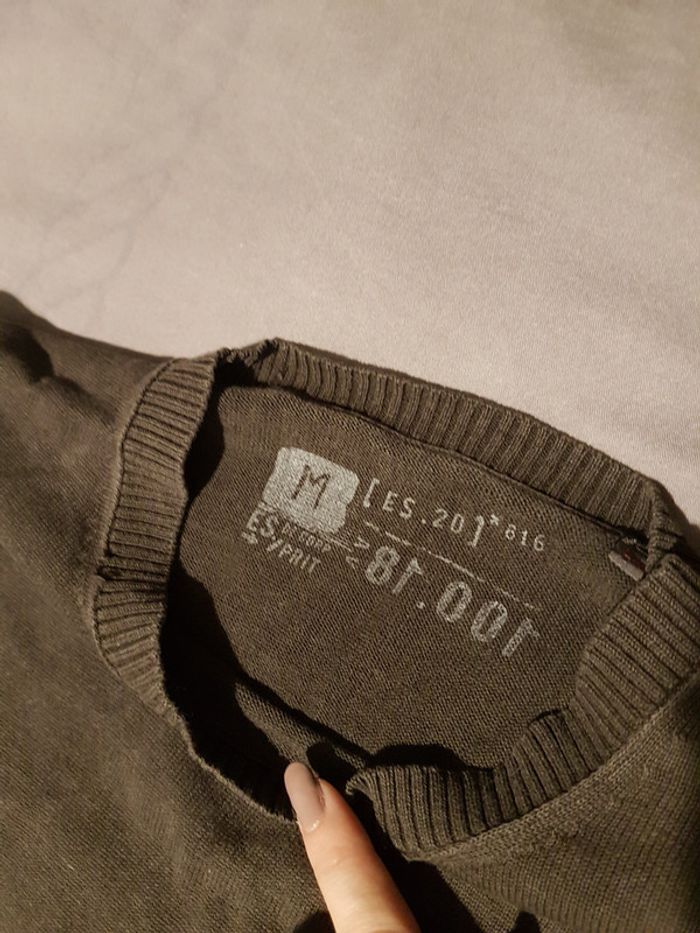 M
[ES.20]*816
ES,
/PRIT
100.18